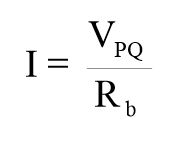 I = V_PQ / R_b